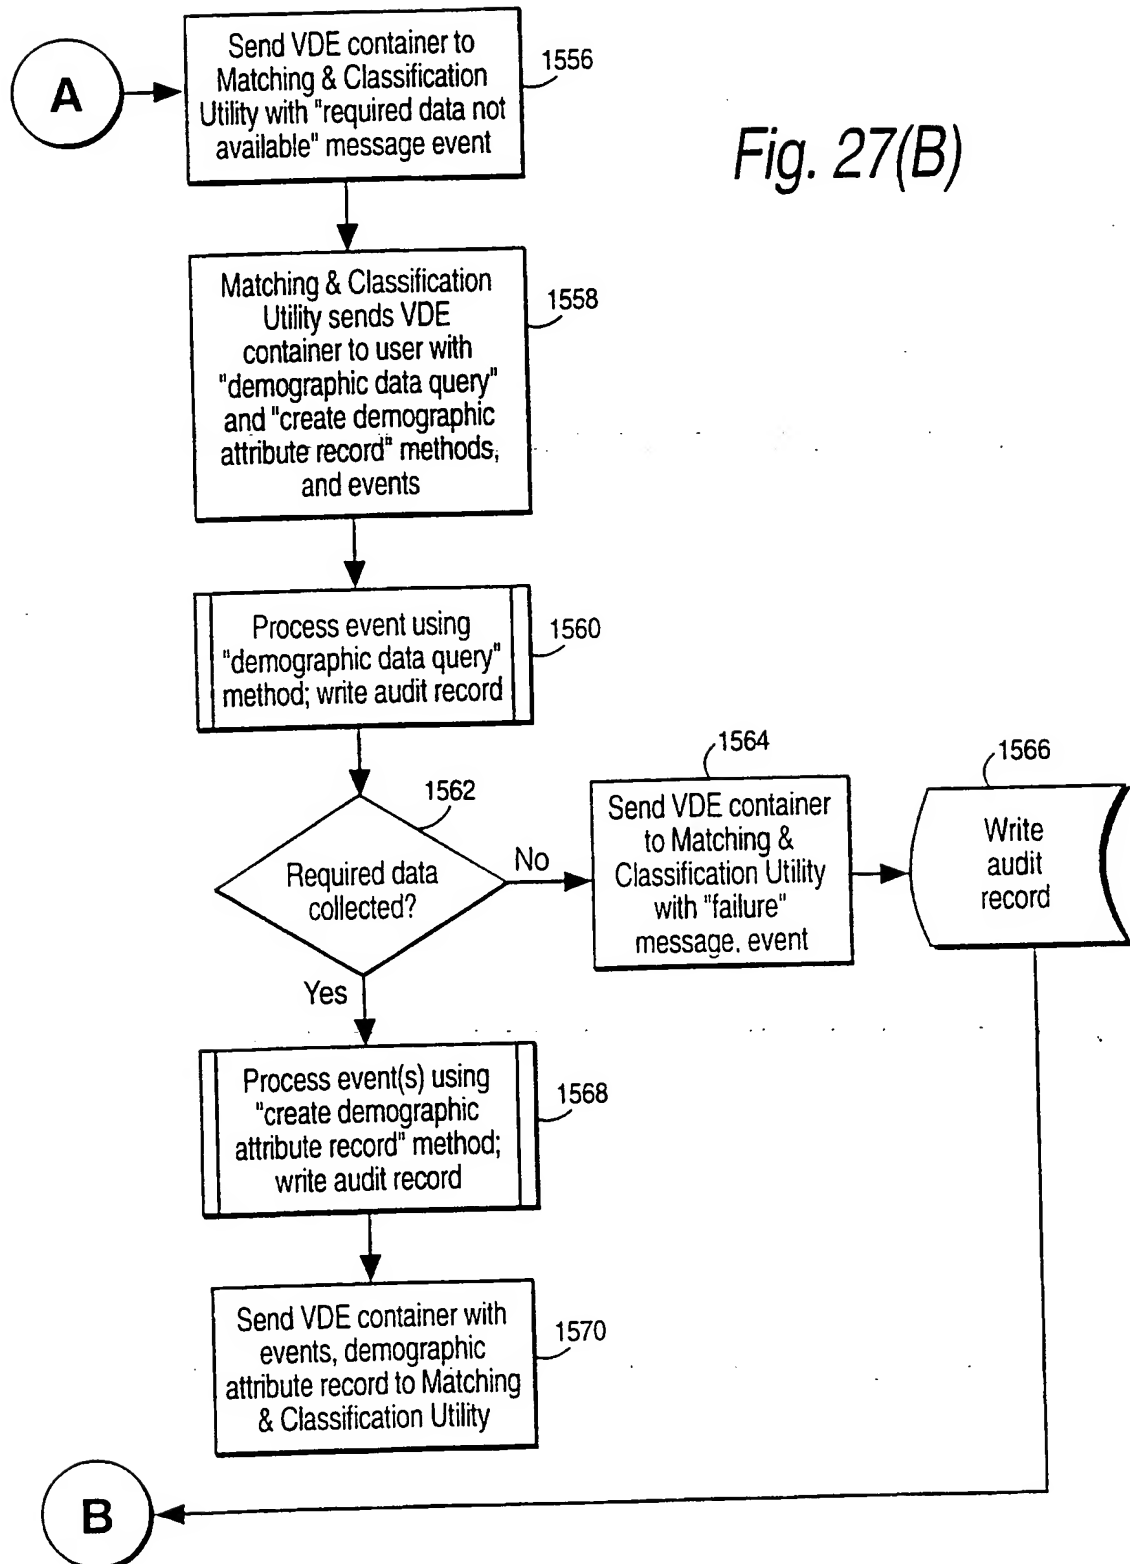 A
Send VDE container to
Matching & Classification
Utility with "required data not
available" message event
1556
Fig. 27(B)
Matching & Classification
Utility sends VDE
container to user with
"demographic data query"
and "create demographic
attribute record" methods,
and events
1558
Process event using
"demographic data query"
method; write audit record
1560
1562
Required data
collected?
No
1564
Send VDE container
to Matching &
Classification Utility
with "failure"
message. event
1566
Write
audit
record
Yes
Process event(s) using
"create demographic
attribute record" method;
write audit record
1568
Send VDE container with
events, demographic
attribute record to Matching
& Classification Utility
1570
B